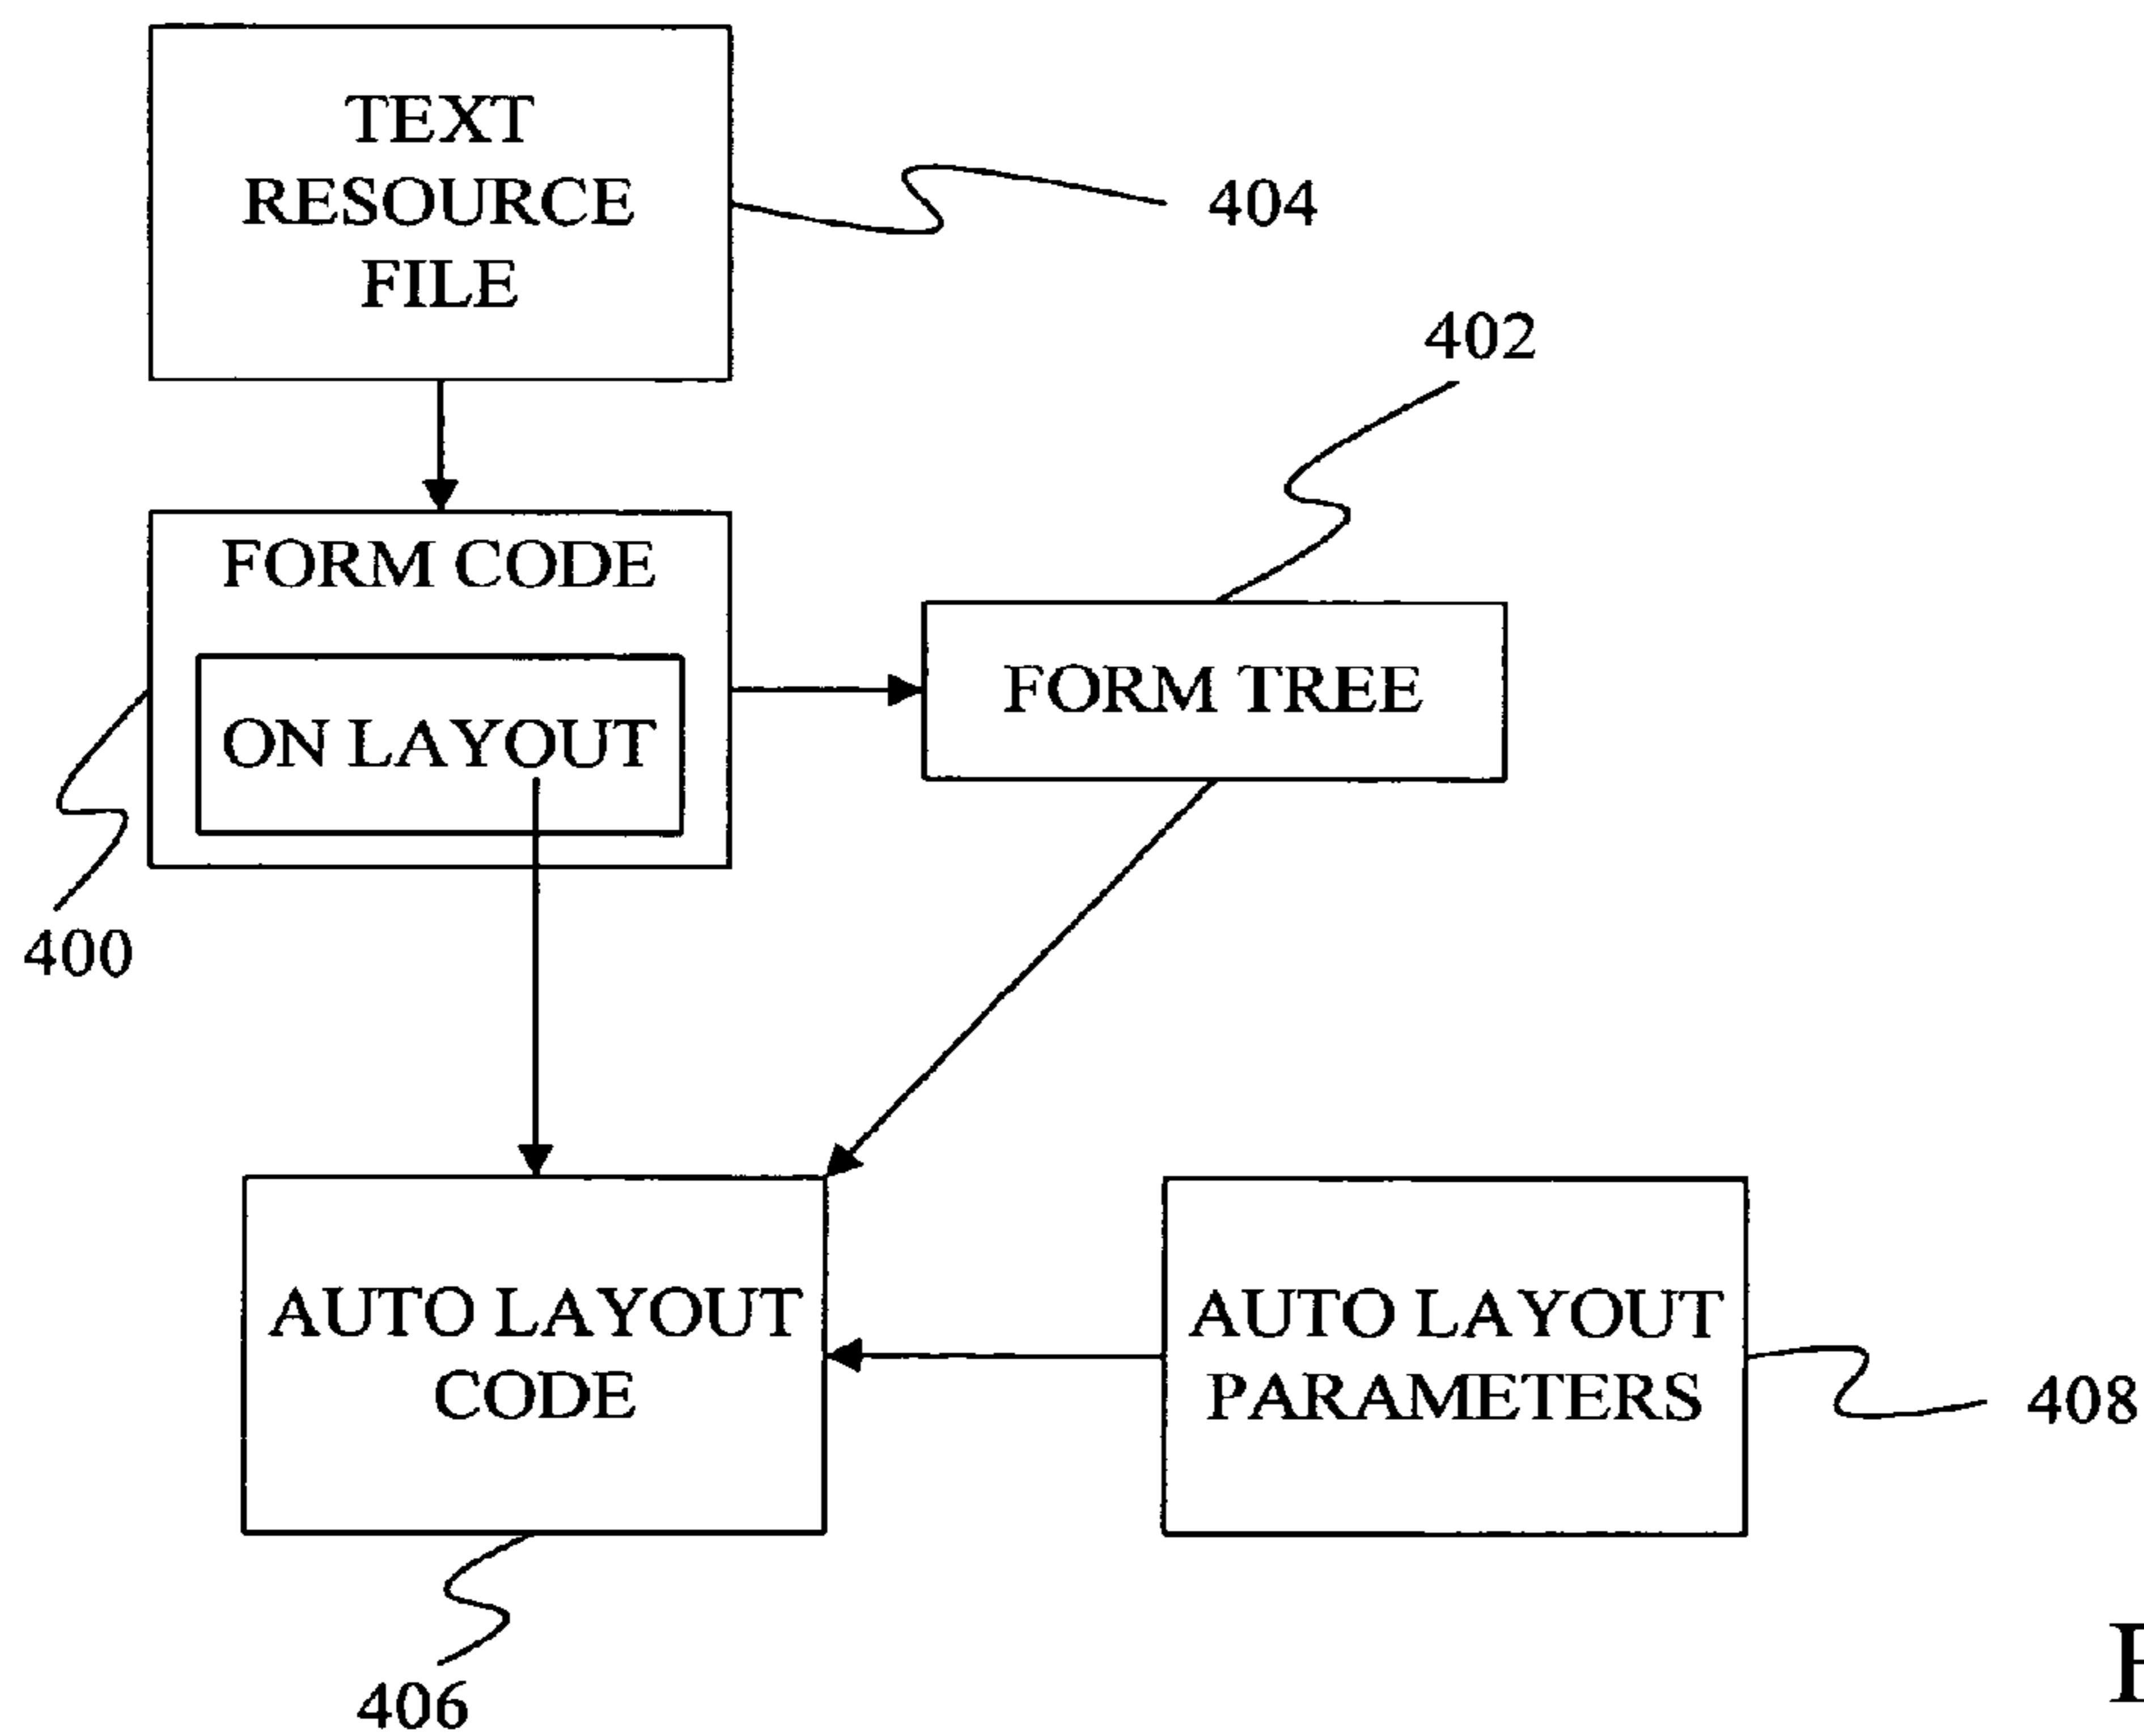 TEXT
RESOURCE
FILE
404
402
FORM CODE
ON LAYOUT
FORM TREE
400
AUTO LAYOUT
CODE
AUTO LAYOUT
PARAMETERS
408
406